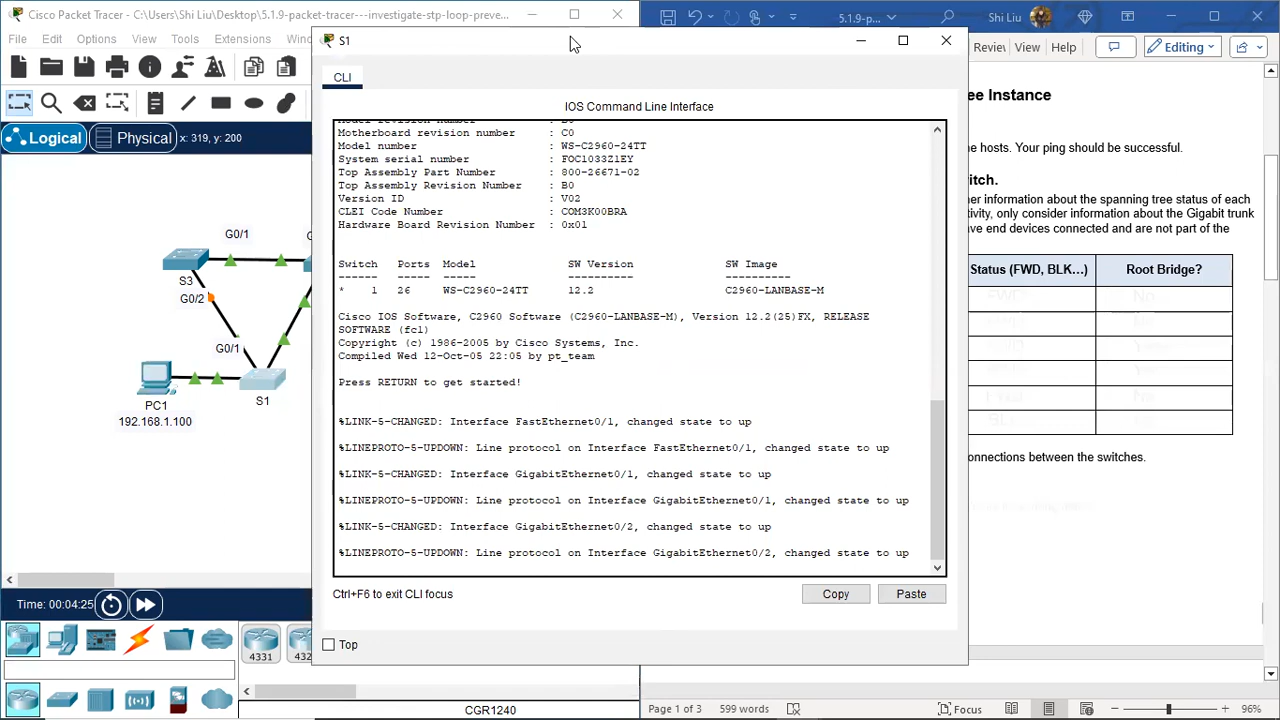 Cisco Packet Tracer - C:\Users\Shi Liu\Desktop\5.1.9-packet-tracer---investigate-stp-loop-preve...
5.1.9-p...
Shi Liu
File Edit Options View Tools Extensions
S1
Review View Help
Editing
CLI
IOS Command Line Interface
Logical
Physical
x: 319, y: 200
Motherboard revision number : C0
Model number : WS-C2960-24TT
System serial number : FOC1033Z1EY
Top Assembly Part Number : 800-26671-02
Top Assembly Revision Number : B0
Version ID : V02
CLEI Code Number : COM3K00BRA
Hardware Board Revision Number : 0x01
Switch Ports Model SW Version SW Image
------ ----- ----- ---------- ----------
* 1 26 WS-C2960-24TT 12.2 C2960-LANBASE-M
Cisco IOS Software, C2960 Software (C2960-LANBASE-M), Version 12.2(25)FX, RELEASE
SOFTWARE (fc1)
Copyright (c) 1986-2005 by Cisco Systems, Inc.
Compiled Wed 12-Oct-05 22:05 by pt_team
Press RETURN to get started!
%LINK-5-CHANGED: Interface FastEthernet0/1, changed state to up
%LINEPROTO-5-UPDOWN: Line protocol on Interface FastEthernet0/1, changed state to up
%LINK-5-CHANGED: Interface GigabitEthernet0/1, changed state to up
%LINEPROTO-5-UPDOWN: Line protocol on Interface GigabitEthernet0/1, changed state to up
%LINK-5-CHANGED: Interface GigabitEthernet0/2, changed state to up
%LINEPROTO-5-UPDOWN: Line protocol on Interface GigabitEthernet0/2, changed state to up
Ctrl+F6 to exit CLI focus
Copy
Paste
Top
G0/1
S3
G0/2
G0/1
PC1
192.168.1.100
S1
Time: 00:04:25
4331
CGR1240
ee Instance
he hosts. Your ping should be successful.
itch.
her information about the spanning tree status of each
tivity, only consider information about the Gigabit trunk
ave end devices connected and are not part of the
Status (FWD, BLK…)
Root Bridge?
onnections between the switches.
Page 1 of 3
599 words
Focus
96%